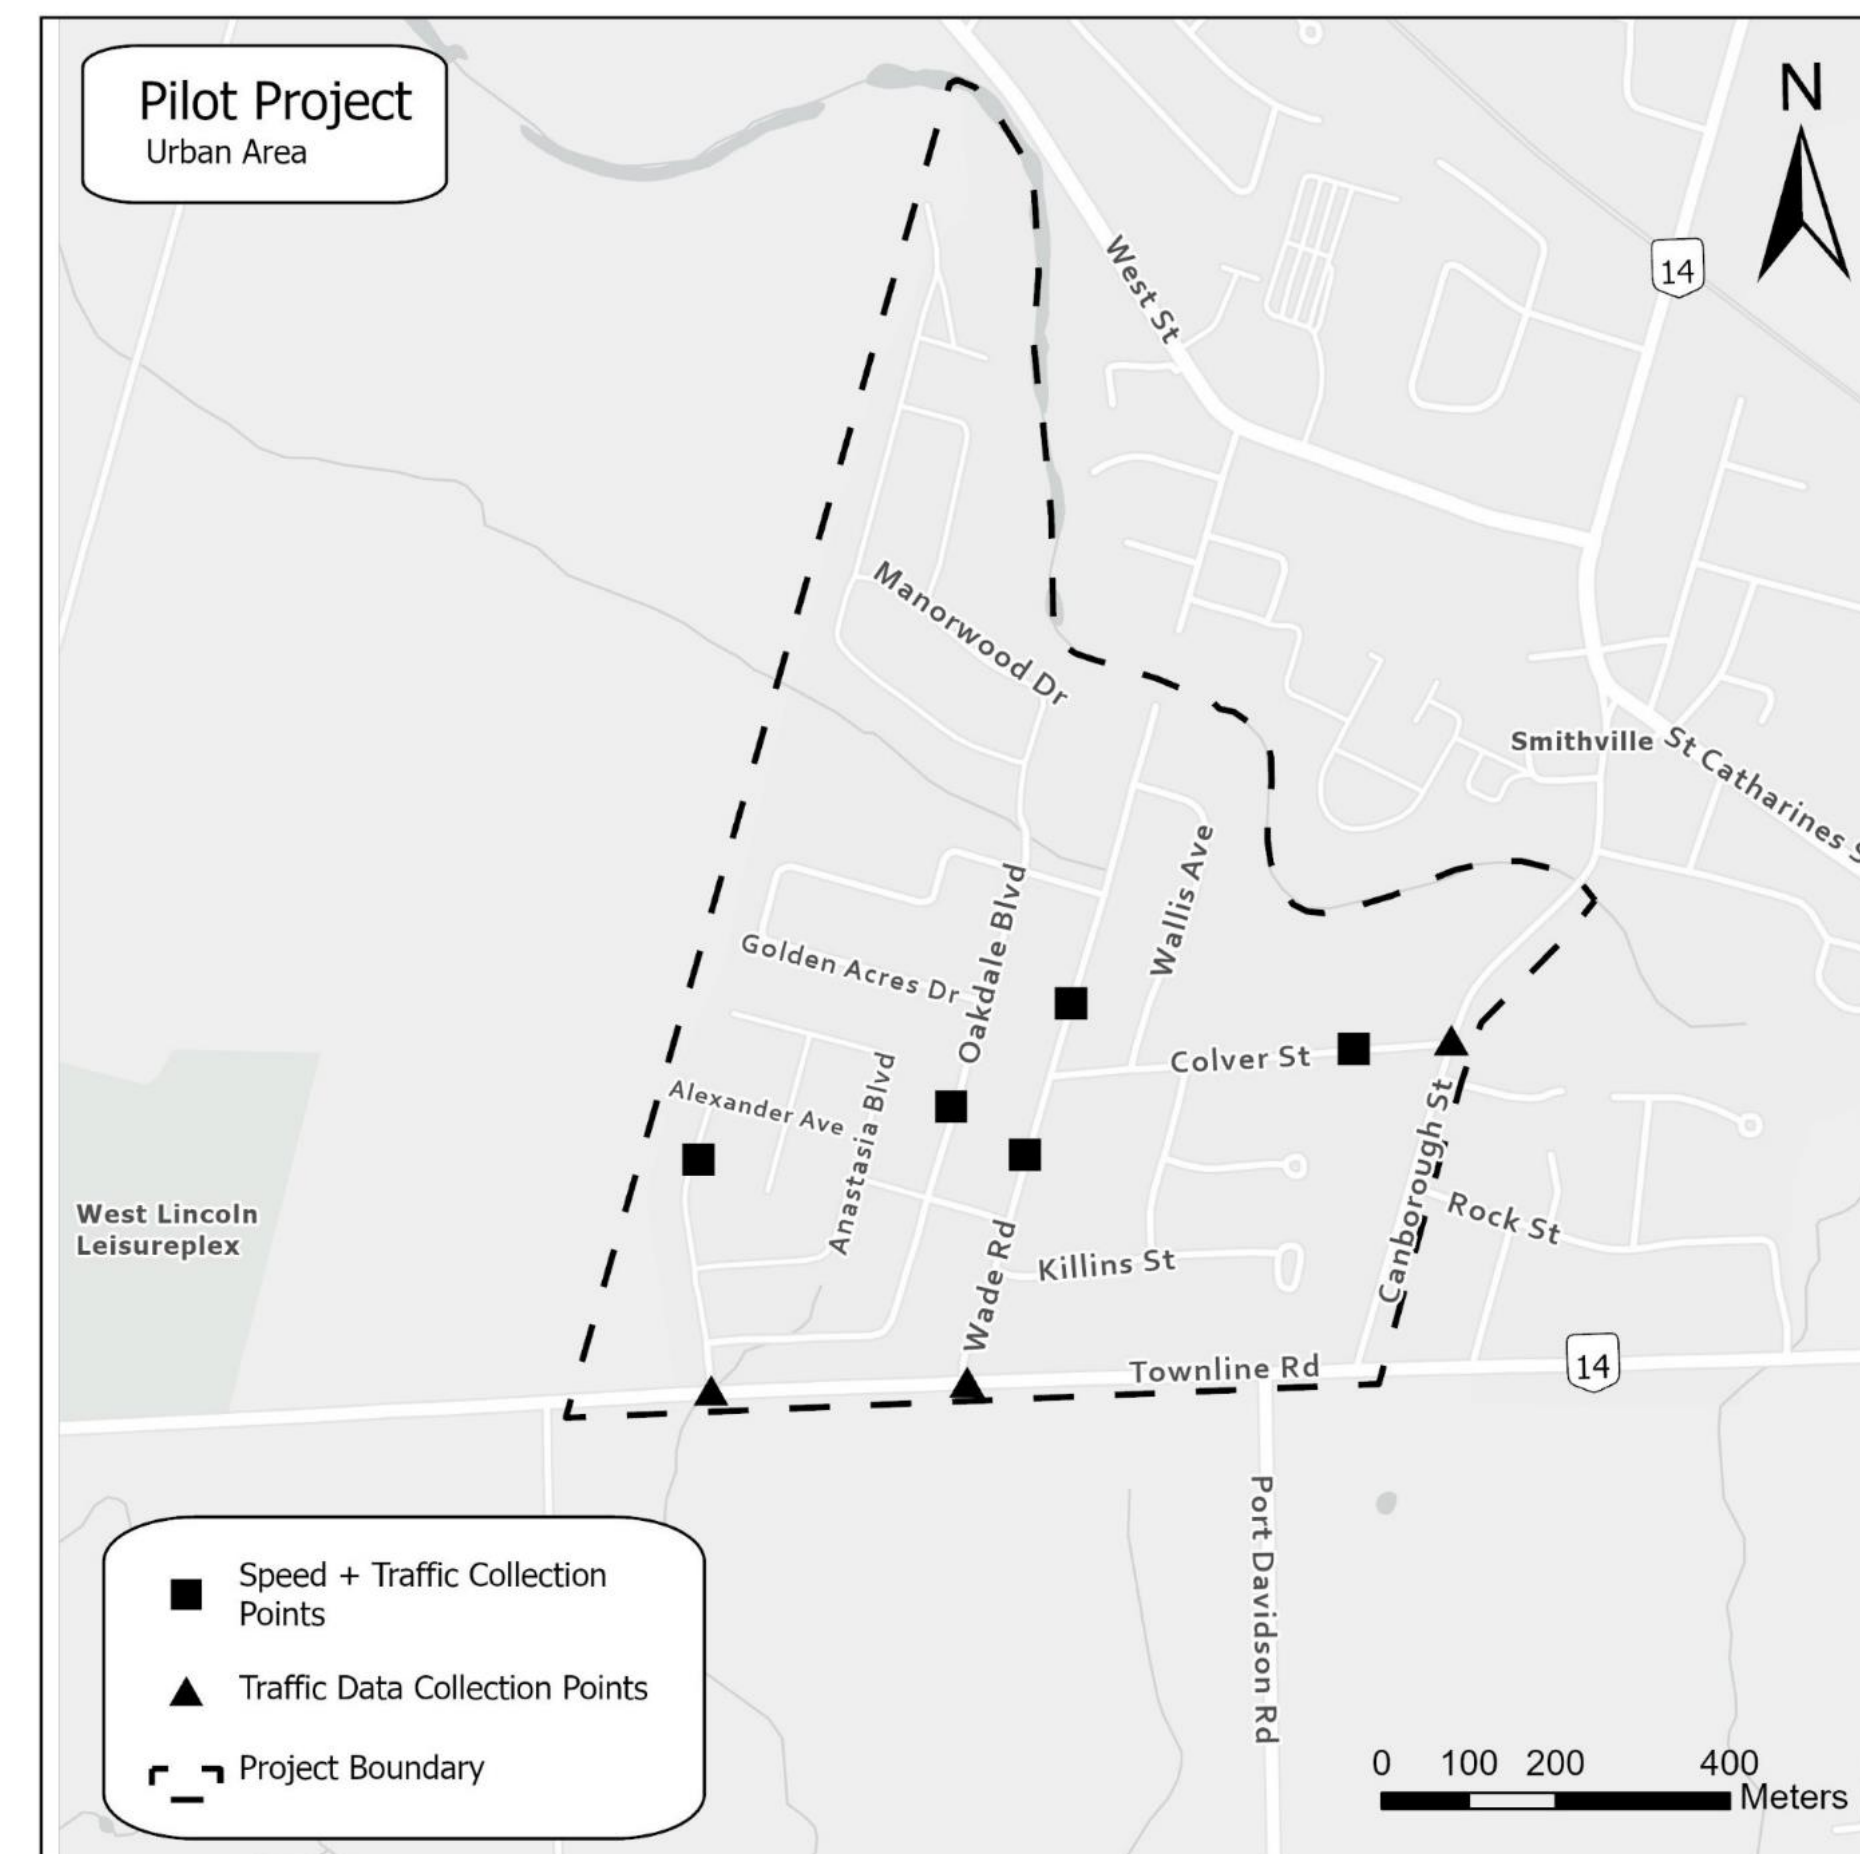 Pilot Project
Urban Area
N
14
West St
Manorwood Dr
Smithville
St Catharines S
Wallis Ave
Oakdale Blvd
Golden Acres Dr
Colver St
Alexander Ave
Anastasia Blvd
Canborough St
Rock St
West Lincoln
Leisureplex
Wade Rd
Killins St
Townline Rd
14
Port Davidson Rd
Speed + Traffic Collection
Points
Traffic Data Collection Points
Project Boundary
0 100 200 400
Meters